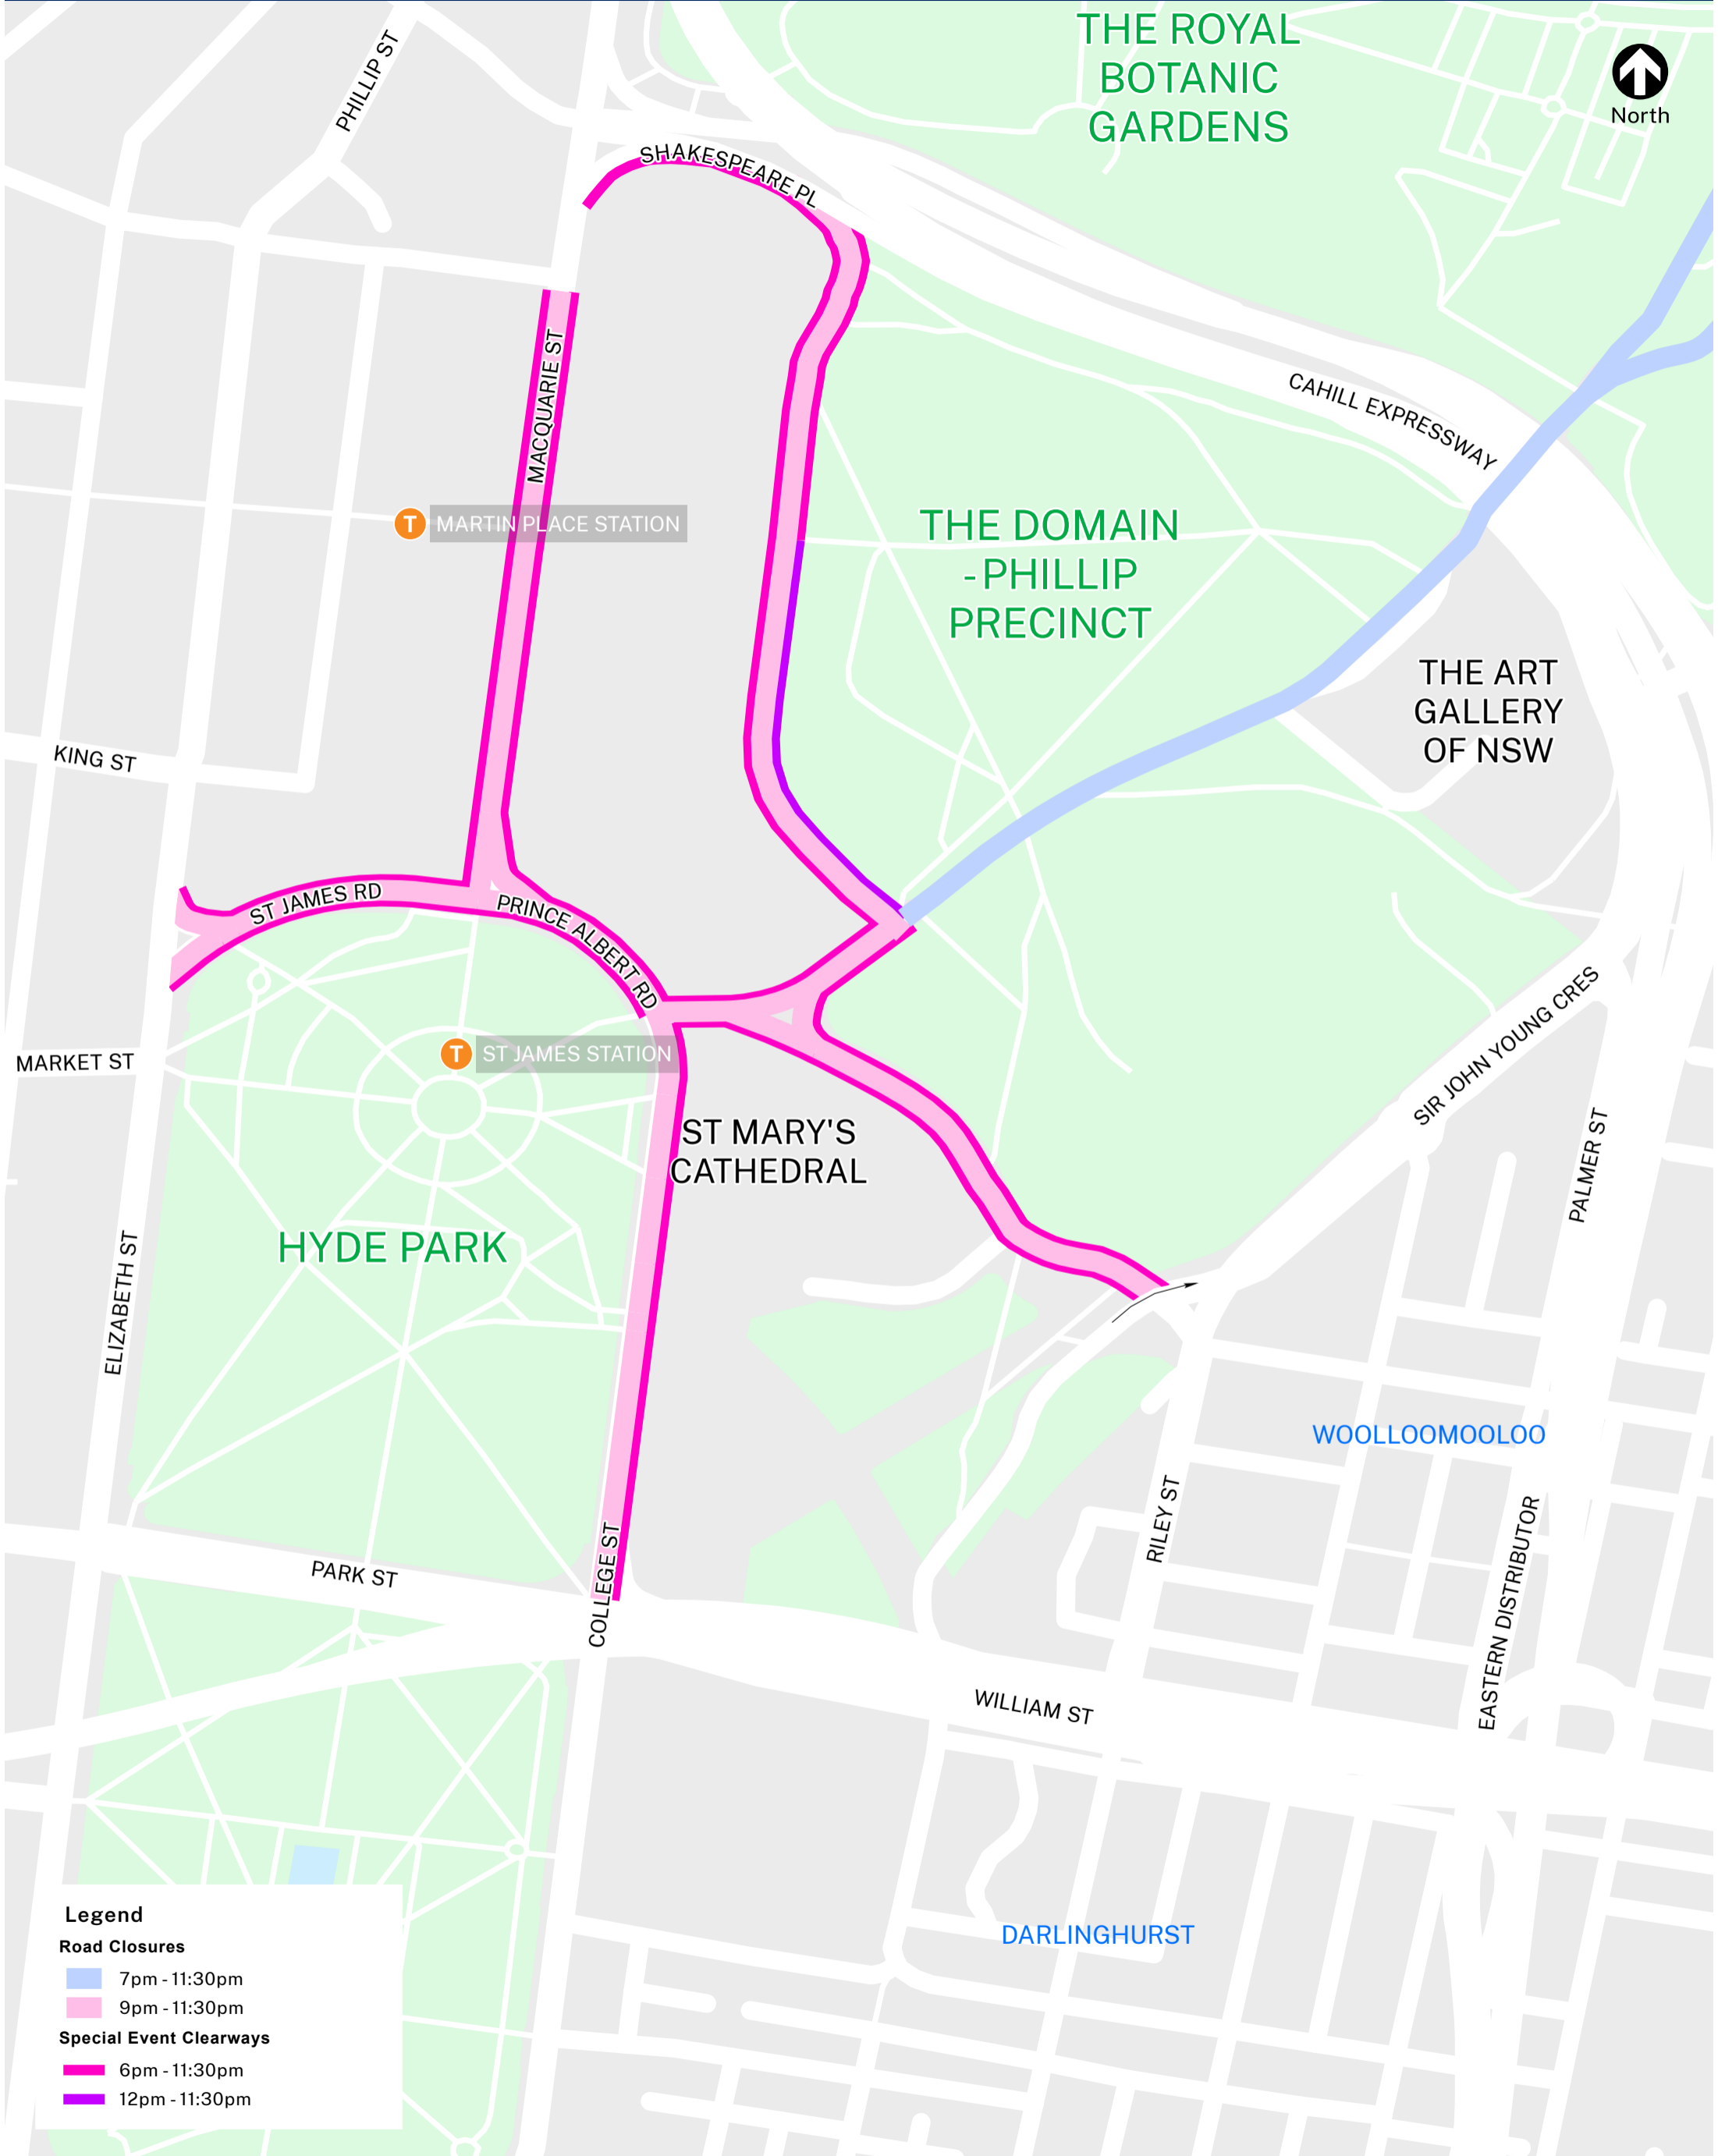 THE ROYAL
BOTANIC
GARDENS
North
PHILLIP ST
SHAKESPEARE PL
MACQUARIE ST
CAHILL EXPRESSWAY
T MARTIN PLACE STATION
THE DOMAIN
- PHILLIP
PRECINCT
THE ART
GALLERY
OF NSW
KING ST
ST JAMES RD
PRINCE ALBERT RD
MARKET ST
T ST JAMES STATION
SIR JOHN YOUNG CRES
ST MARY'S
CATHEDRAL
PALMER ST
HYDE PARK
ELIZABETH ST
WOOLLOOMOOLOO
RILEY ST
PARK ST
COLLEGE ST
EASTERN DISTRIBUTOR
WILLIAM ST
DARLINGHURST
Legend
Road Closures
7pm - 11:30pm
9pm - 11:30pm
Special Event Clearways
6pm - 11:30pm
12pm - 11:30pm